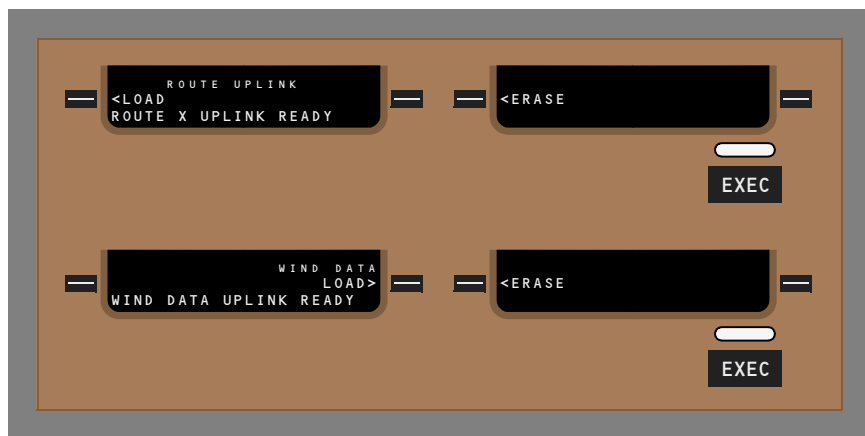 ROUTE UPLINK
<LOAD
ROUTE X UPLINK READY
<ERASE
EXEC
WIND DATA
LOAD>
WIND DATA UPLINK READY
<ERASE
EXEC